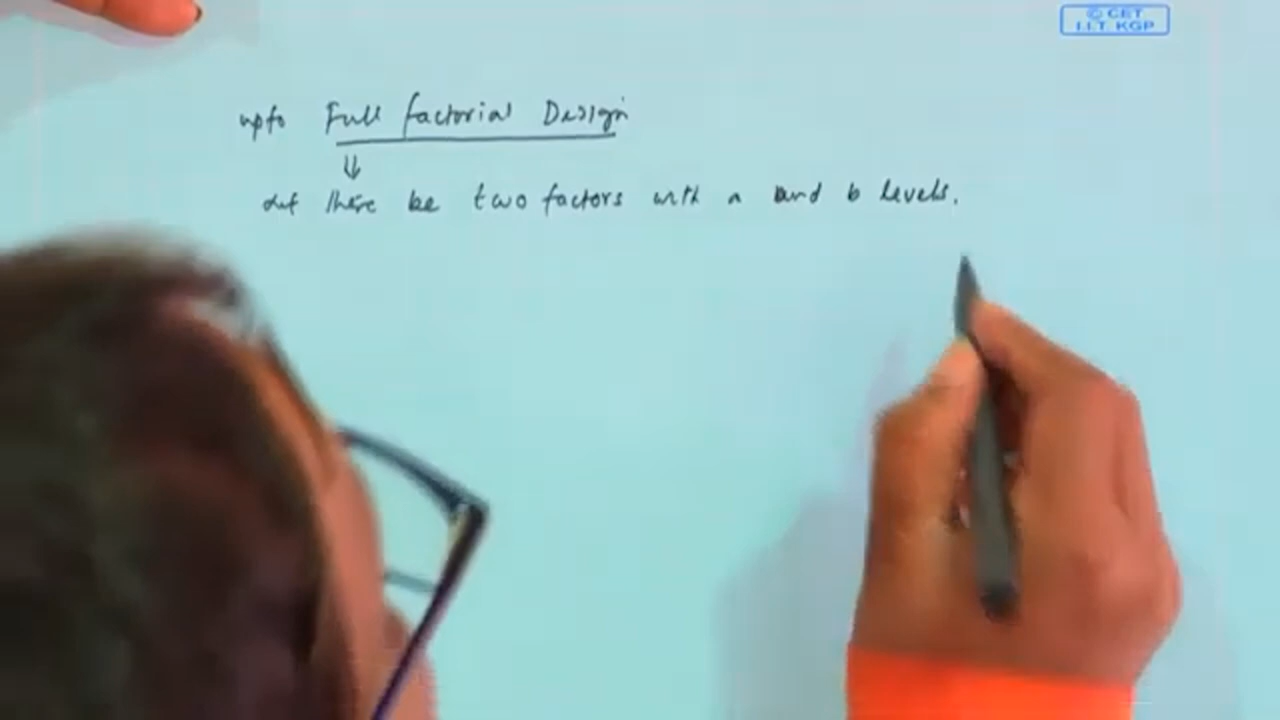 © CET
I.I.T. KGP
upto Full factorial Design
Let there be two factors with a and b levels.